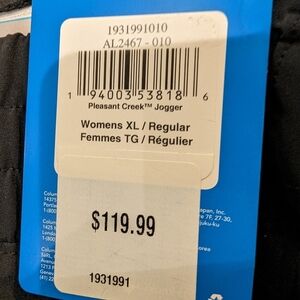 1931991010
AL2467 - 010
1 94003 53818 6
Pleasant Creek™ Jogger
Womens XL / Regular
Femmes TG / Régulier
$119.99
1931991